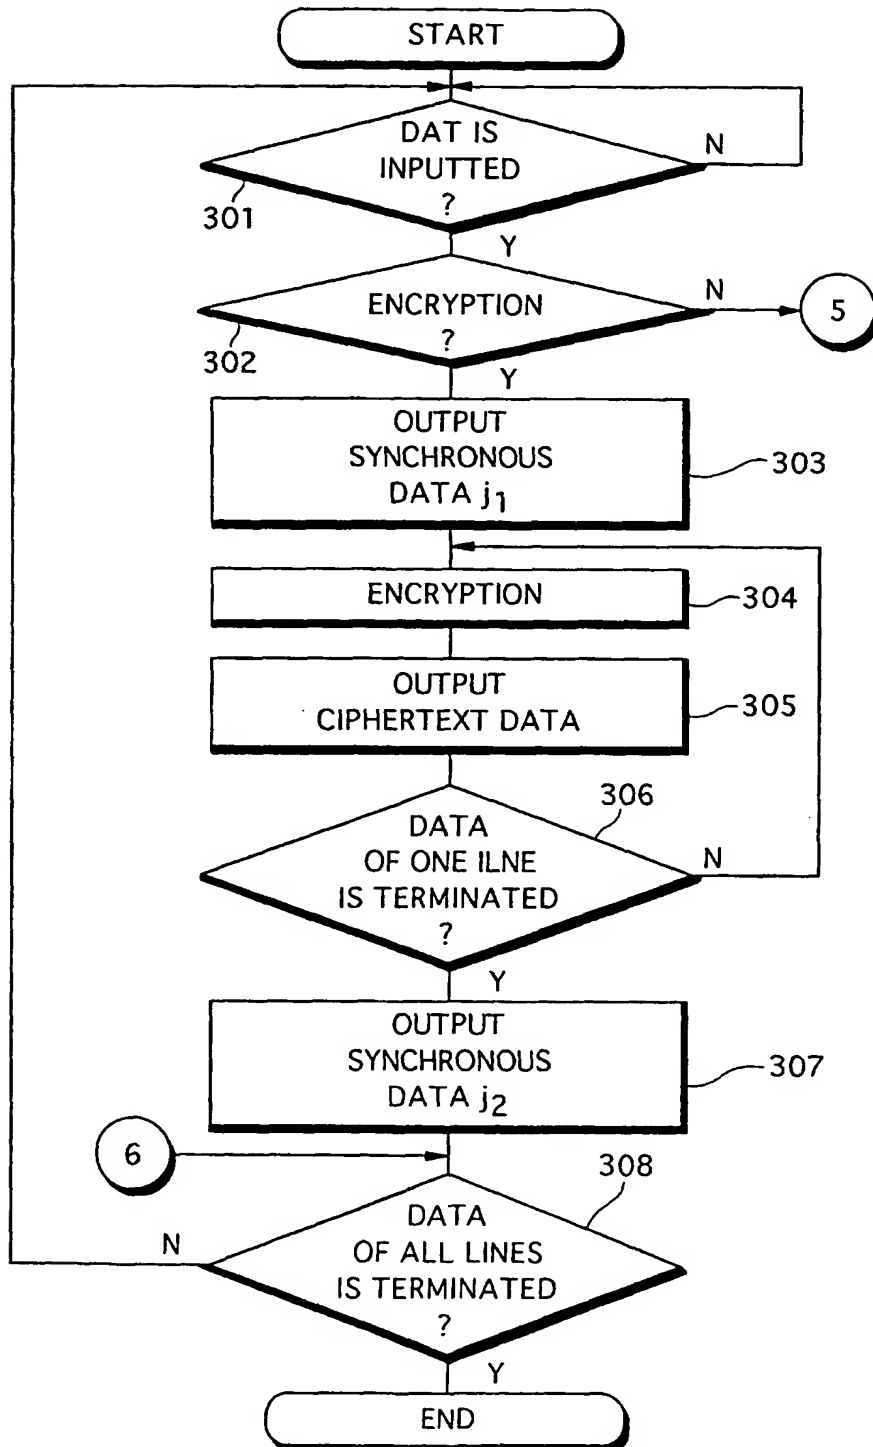 START
DAT IS
INPUTTED
?
N
301
Y
ENCRYPTION
?
N
5
302
Y
OUTPUT
SYNCHRONOUS
DATA j1
303
ENCRYPTION
304
OUTPUT
CIPHERTEXT DATA
305
306
DATA
OF ONE ILNE
IS TERMINATED
?
N
Y
OUTPUT
SYNCHRONOUS
DATA j2
307
6
308
DATA
OF ALL LINES
IS TERMINATED
?
N
Y
END